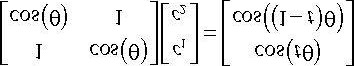 [1 cos(θ)] [c₁] = [cos(tθ)]
[cos(θ) 1] [c₂] = [cos((1−t)θ)]